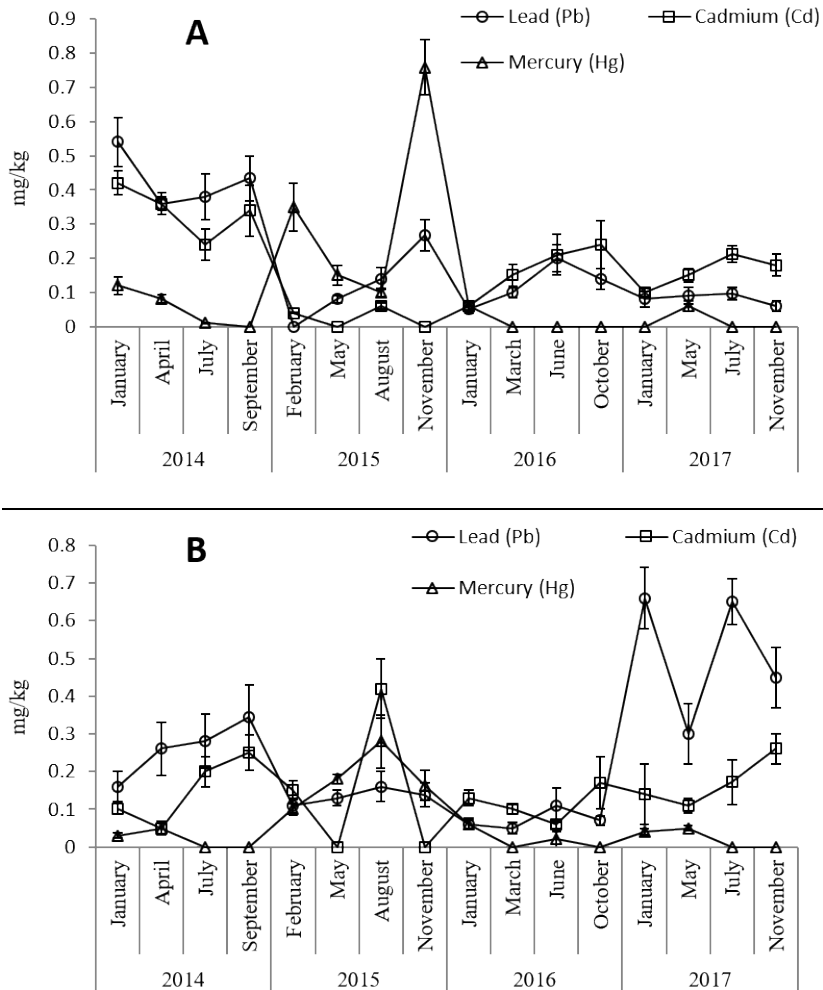 A
Lead (Pb) Cadmium (Cd)
Mercury (Hg)
mg/kg
0.9
0.8
0.7
0.6
0.5
0.4
0.3
0.2
0.1
0
January April July September February May August November January March June October January May July November
2014 2015 2016 2017
B
Lead (Pb) Cadmium (Cd)
Mercury (Hg)
mg/kg
0.8
0.7
0.6
0.5
0.4
0.3
0.2
0.1
0
January April July September February May August November January March June October January May July November
2014 2015 2016 2017